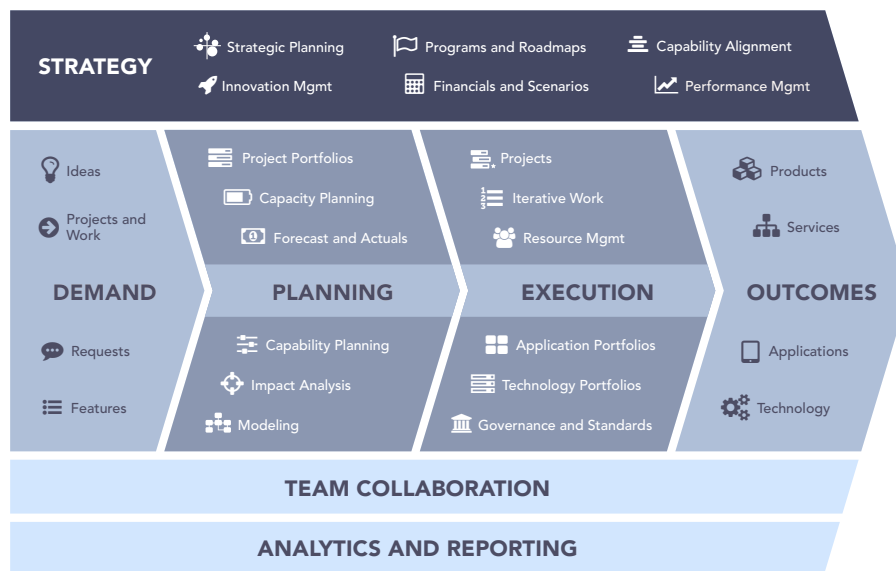 STRATEGY
Strategic Planning
Programs and Roadmaps
Capability Alignment
Innovation Mgmt
Financials and Scenarios
Performance Mgmt
Ideas
Projects and
Work
DEMAND
Requests
Features
Project Portfolios
Capacity Planning
Forecast and Actuals
PLANNING
Capability Planning
Impact Analysis
Modeling
Projects
1
2
3
Iterative Work
Resource Mgmt
EXECUTION
Application Portfolios
Technology Portfolios
Governance and Standards
Products
Services
OUTCOMES
Applications
Technology
TEAM COLLABORATION
ANALYTICS AND REPORTING